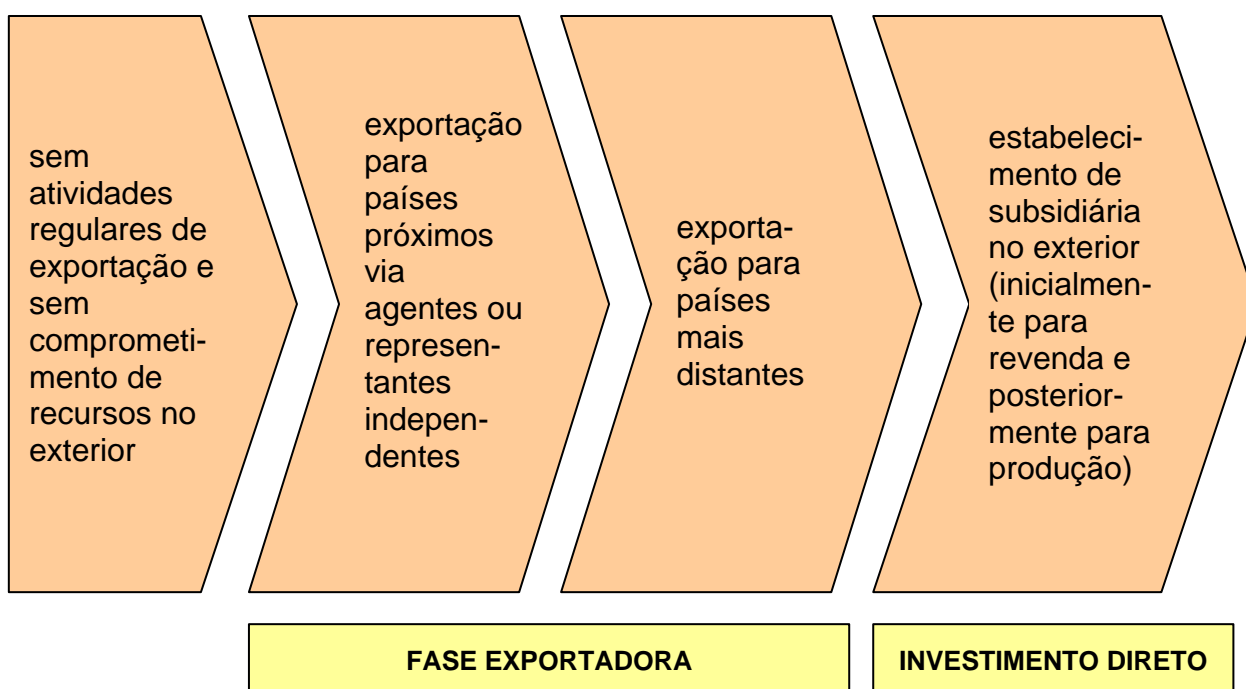 sem
atividades
regulares de
exportação e
sem
comprometi-
mento de
recursos no
exterior
exportação
para
países
próximos
via
agentes ou
represen-
tantes
indepen-
dentes
exporta-
ção para
países
mais
distantes
estabeleci-
mento de
subsidiária
no exterior
(inicialmen-
te para
revenda e
posterior-
mente para
produção)
FASE EXPORTADORA
INVESTIMENTO DIRETO